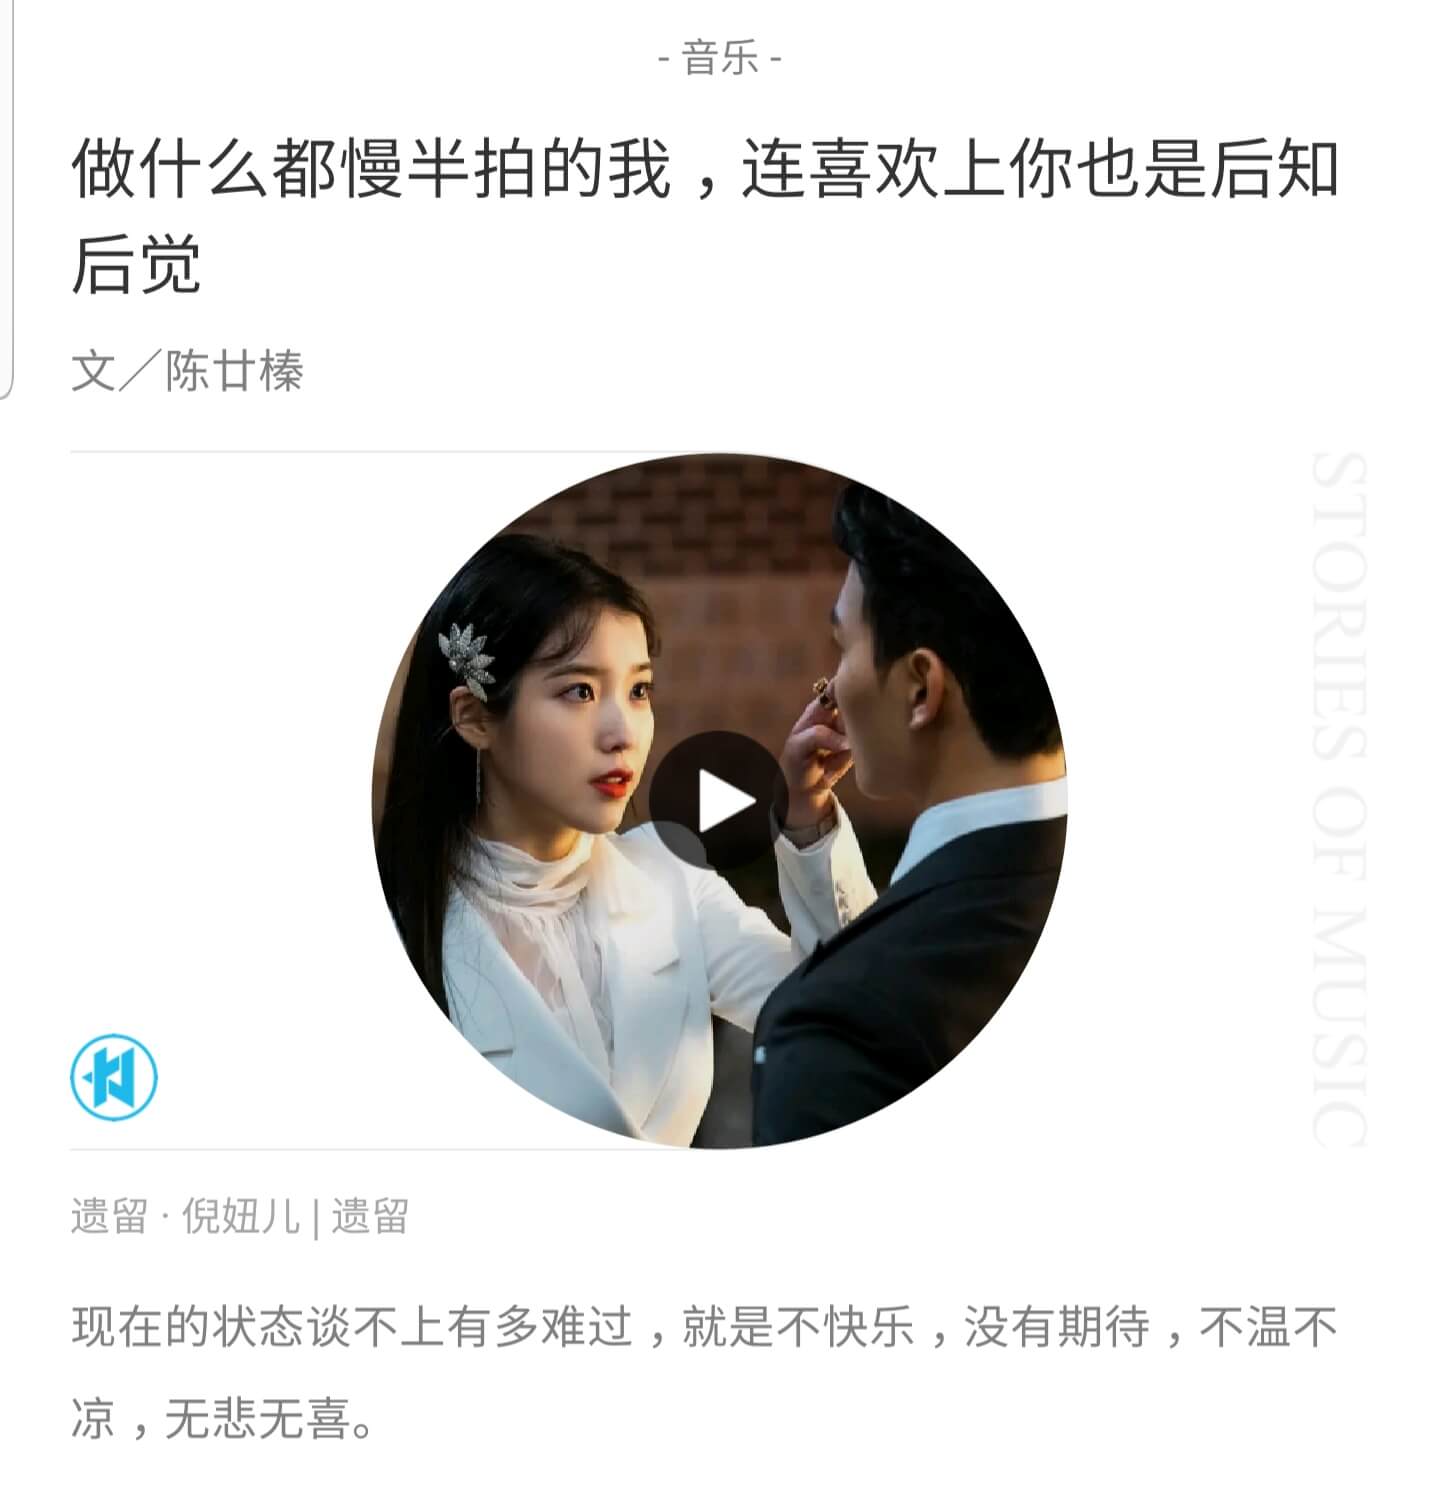 - 音乐 -
做什么都慢半拍的我，连喜欢上你也是后知
后觉
文／陈廿榛
STORIES OF MUSIC
遗留 · 倪妞儿 | 遗留
现在的状态谈不上有多难过，就是不快乐，没有期待，不温不
凉，无悲无喜。